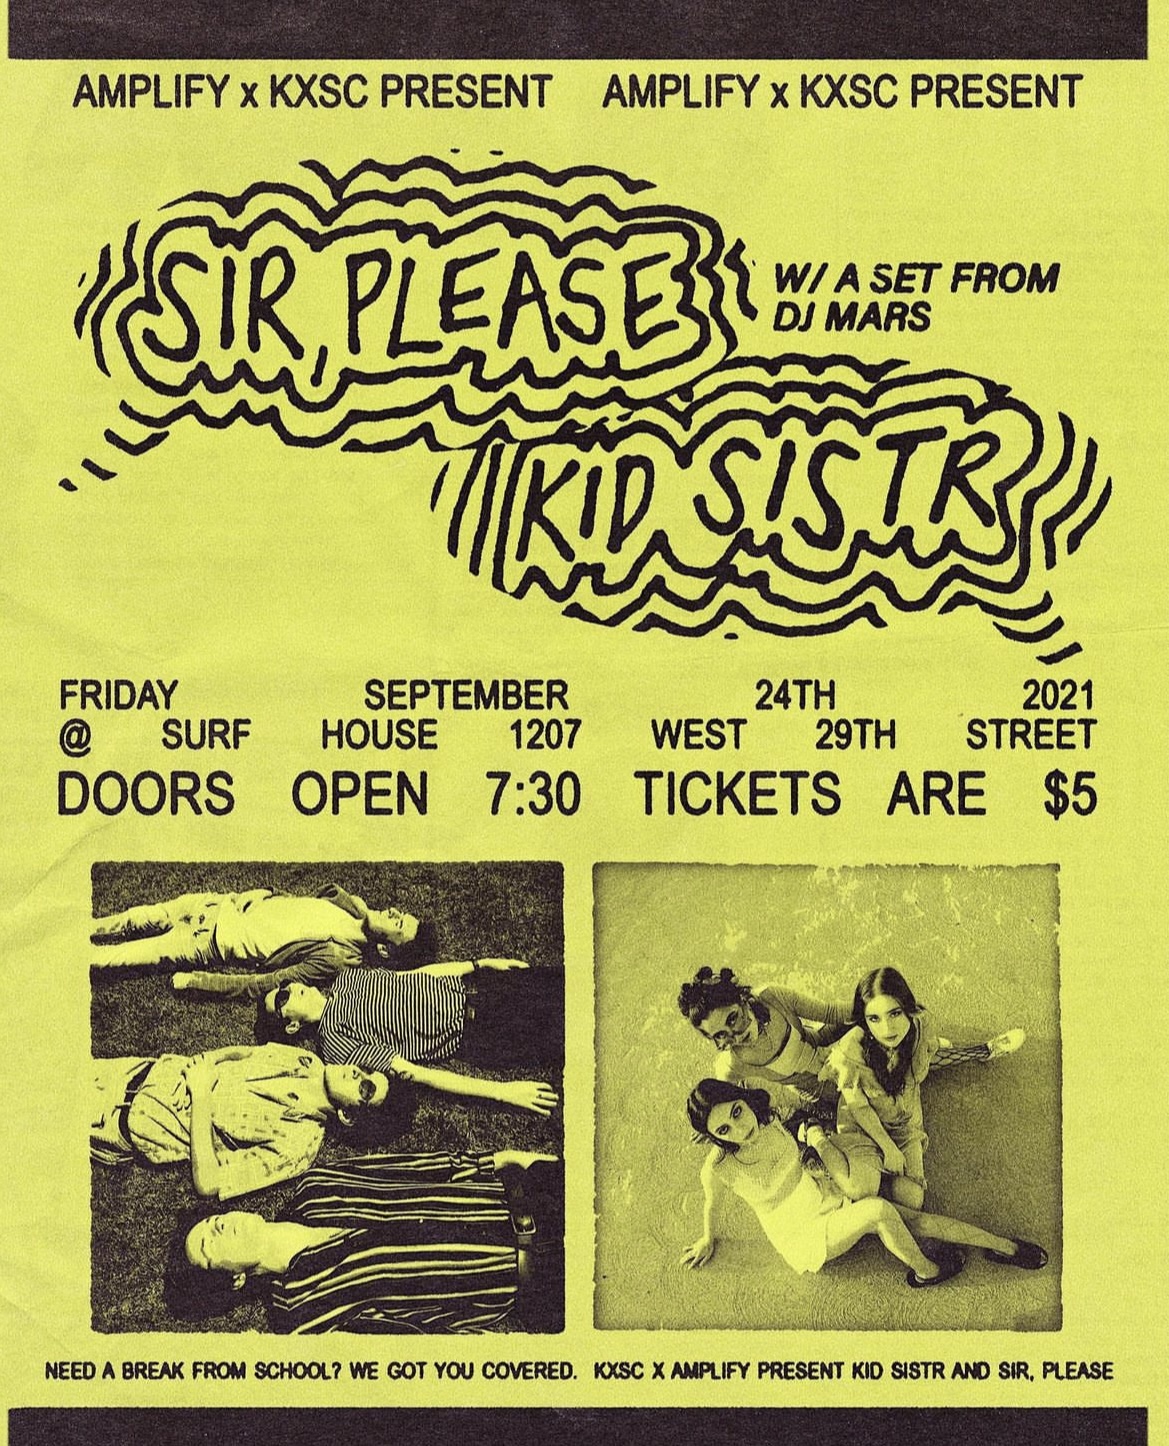 AMPLIFY x KXSC PRESENT AMPLIFY x KXSC PRESENT
SIR, PLEASE
W/ A SET FROM
DJ MARS
KID SISTR
FRIDAY SEPTEMBER 24TH 2021
@ SURF HOUSE 1207 WEST 29TH STREET
DOORS OPEN 7:30 TICKETS ARE $5
NEED A BREAK FROM SCHOOL? WE GOT YOU COVERED. KXSC X AMPLIFY PRESENT KID SISTR AND SIR, PLEASE